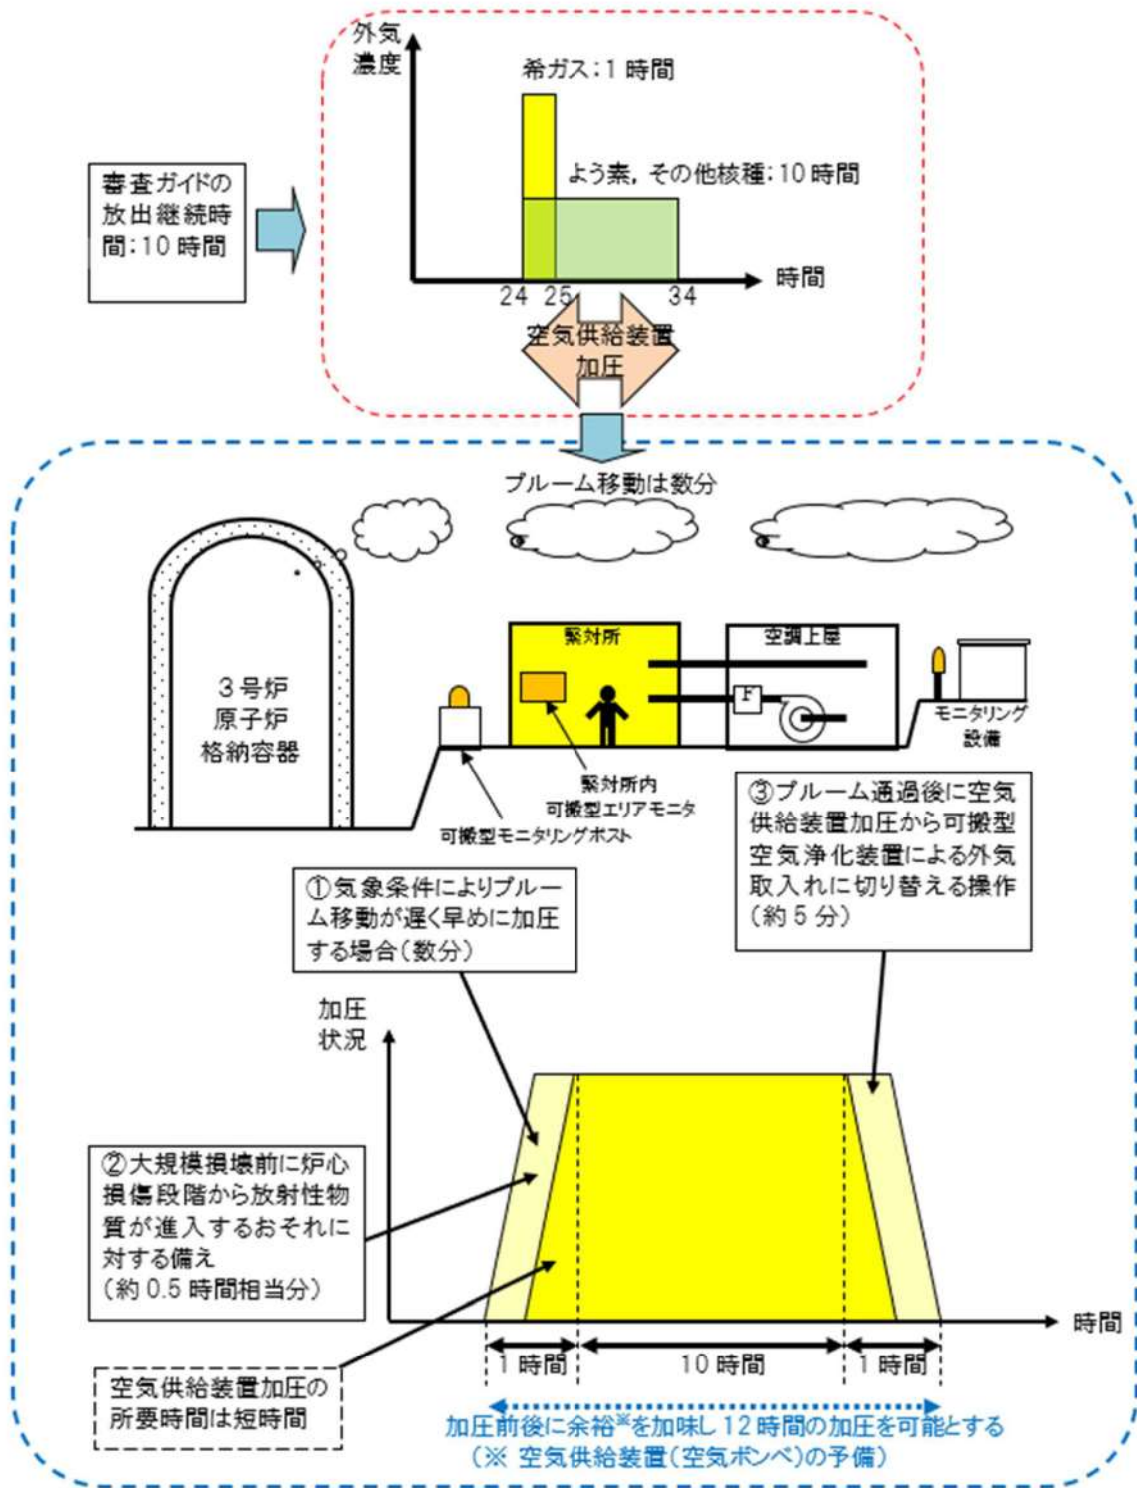 外気
濃度
希ガス:1時間
よう素, その他核種:10時間
審査ガイドの
放出継続時
間:10時間
時間
24 25 34
空気供給装置
加圧
プルーム移動は数分
緊対所
空調上屋
F
3号炉
原子炉
格納容器
モニタリング
設備
緊対所内
可搬型エリアモニタ
可搬型モニタリングポスト
③プルーム通過後に空気
供給装置加圧から可搬型
空気浄化装置による外気
取入れに切り替える操作
(約5分)
①気象条件によりプルー
ム移動が遅く早めに加圧
する場合(数分)
加圧
状況
②大規模損壊前に炉心
損傷段階から放射性物
質が進入するおそれに
対する備え
(約0.5時間相当分)
時間
1時間 10時間 1時間
空気供給装置加圧の
所要時間は短時間
加圧前後に余裕※を加味し12時間の加圧を可能とする
(※ 空気供給装置(空気ボンベ)の予備)